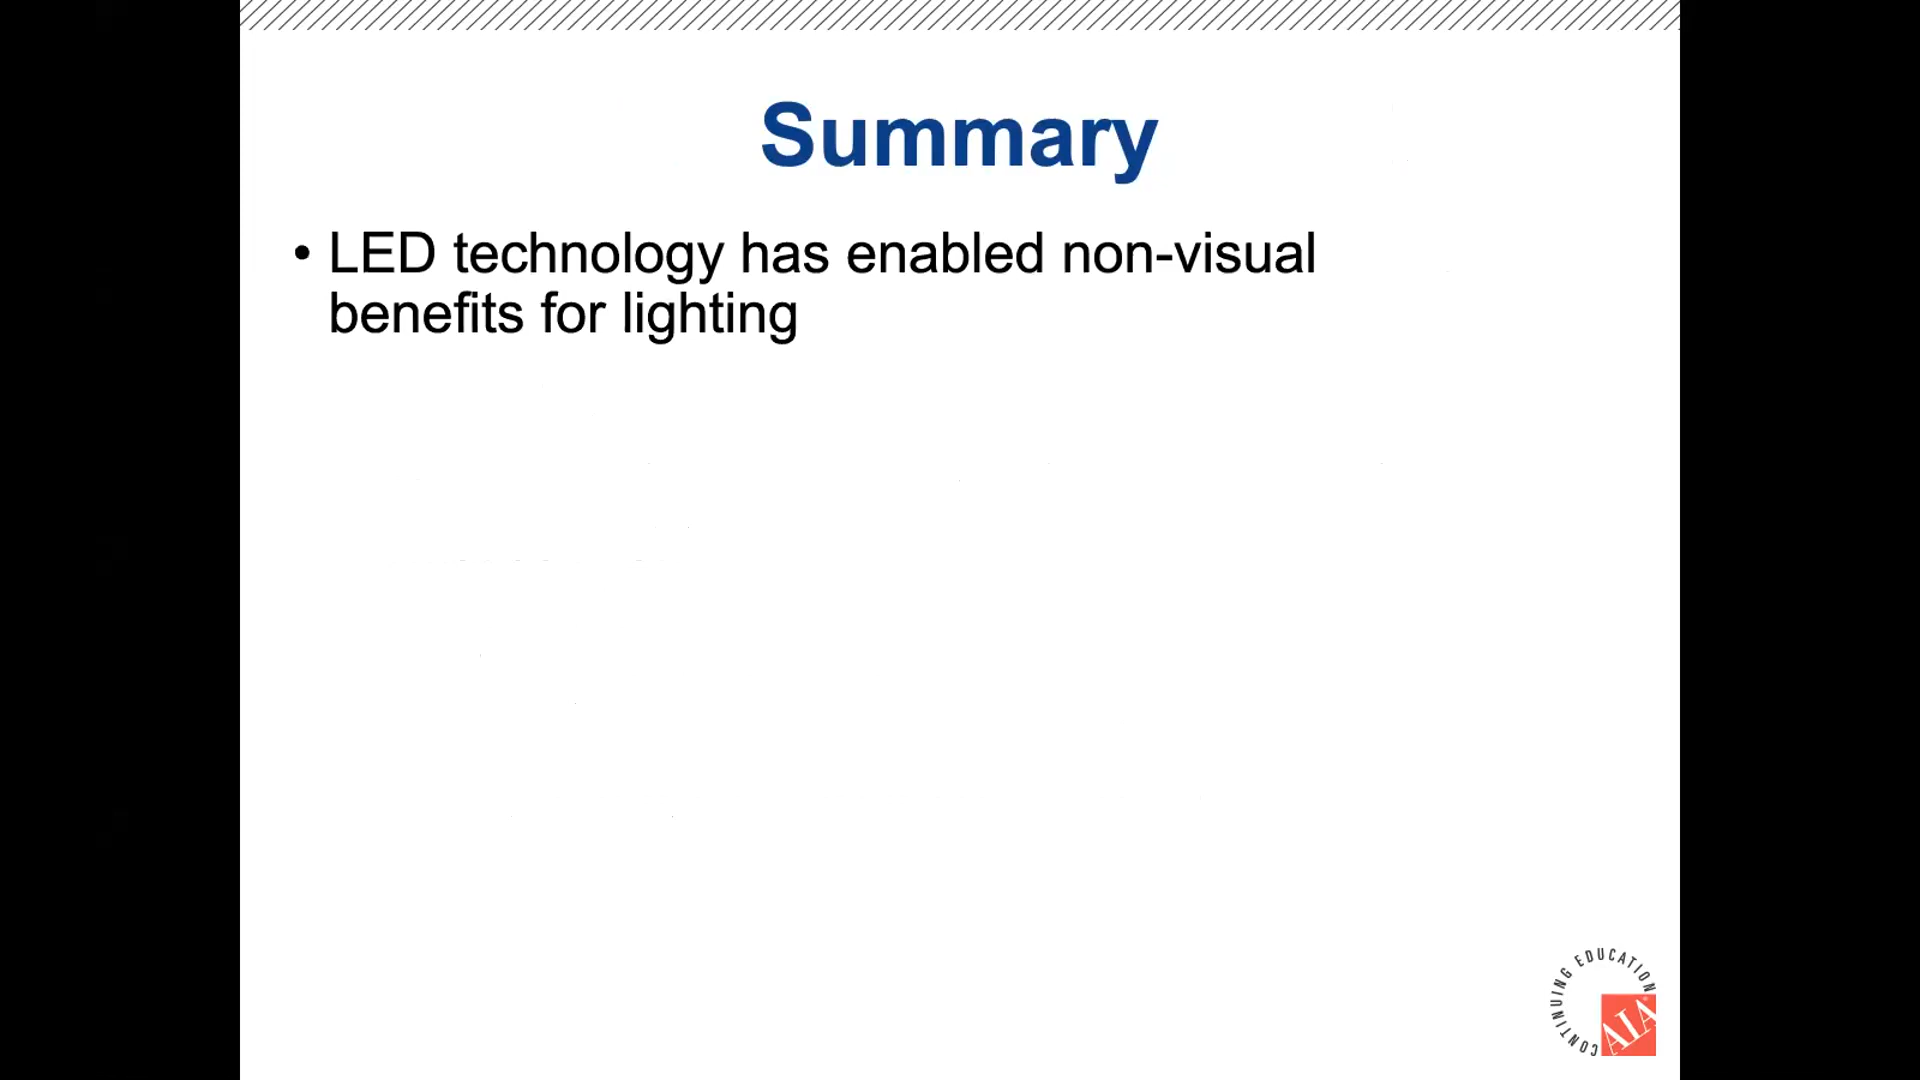 Summary
• LED technology has enabled non-visual
benefits for lighting
CONTINUING EDUCATION
AIA